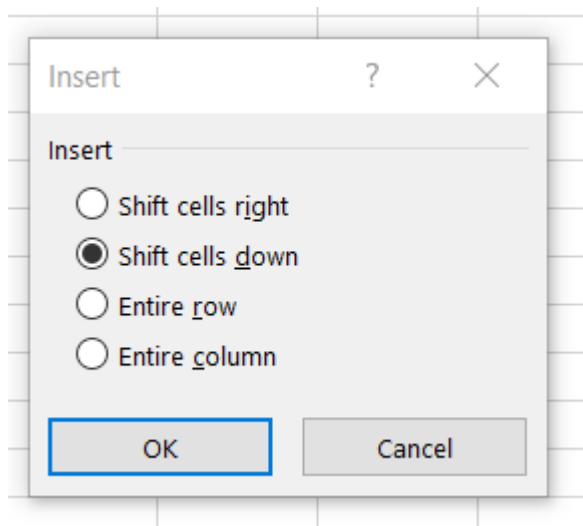 Insert ?
Insert
Shift cells right
Shift cells down
Entire row
Entire column
OK Cancel